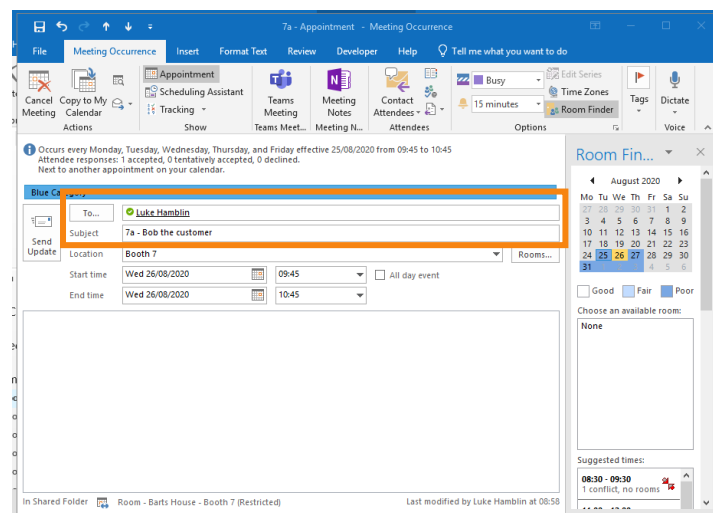 7a - Appointment - Meeting Occurrence
File Meeting Occurrence Insert Format Text Review Developer Help Tell me what you want to do
Cancel Meeting
Copy to My Calendar
Actions
Appointment
Scheduling Assistant
Tracking
Show
Teams Meeting
Teams Meet...
Meeting Notes
Meeting N...
Contact Attendees
Attendees
Busy
15 minutes
Edit Series
Time Zones
Room Finder
Options
Tags
Dictate
Voice
Occurs every Monday, Tuesday, Wednesday, Thursday, and Friday effective 25/08/2020 from 09:45 to 10:45
Attendee responses: 1 accepted, 0 tentatively accepted, 0 declined.
Next to another appointment on your calendar.
Blue Category
Send Update
To... Luke Hamblin
Subject 7a - Bob the customer
Location Booth 7 Rooms...
Start time Wed 26/08/2020 09:45 All day event
End time Wed 26/08/2020 10:45
In Shared Folder Room - Barts House - Booth 7 (Restricted) Last modified by Luke Hamblin at 08:58
Room Fin...
August 2020
Mo Tu We Th Fr Sa Su
27 28 29 30 31 1 2
3 4 5 6 7 8 9
10 11 12 13 14 15 16
17 18 19 20 21 22 23
24 25 26 27 28 29 30
31 4 5 6
Good Fair Poor
Choose an available room:
None
Suggested times:
08:30 - 09:30
1 conflict, no rooms